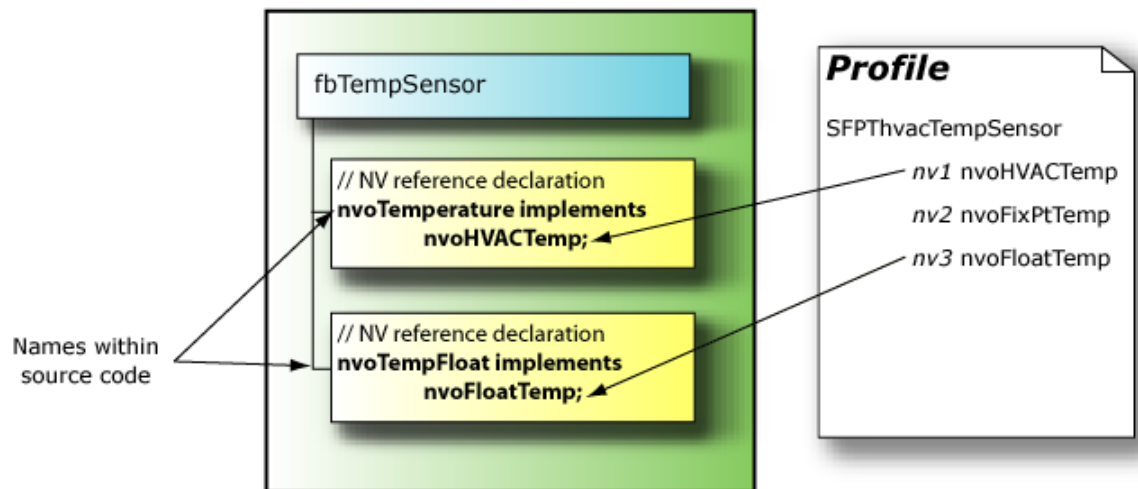 fbTempSensor
// NV reference declaration
nvoTemperature implements
nvoHVACTemp;
// NV reference declaration
nvoTempFloat implements
nvoFloatTemp;
Names within
source code
Profile
SFPThvacTempSensor
nv1 nvoHVACTemp
nv2 nvoFixPtTemp
nv3 nvoFloatTemp